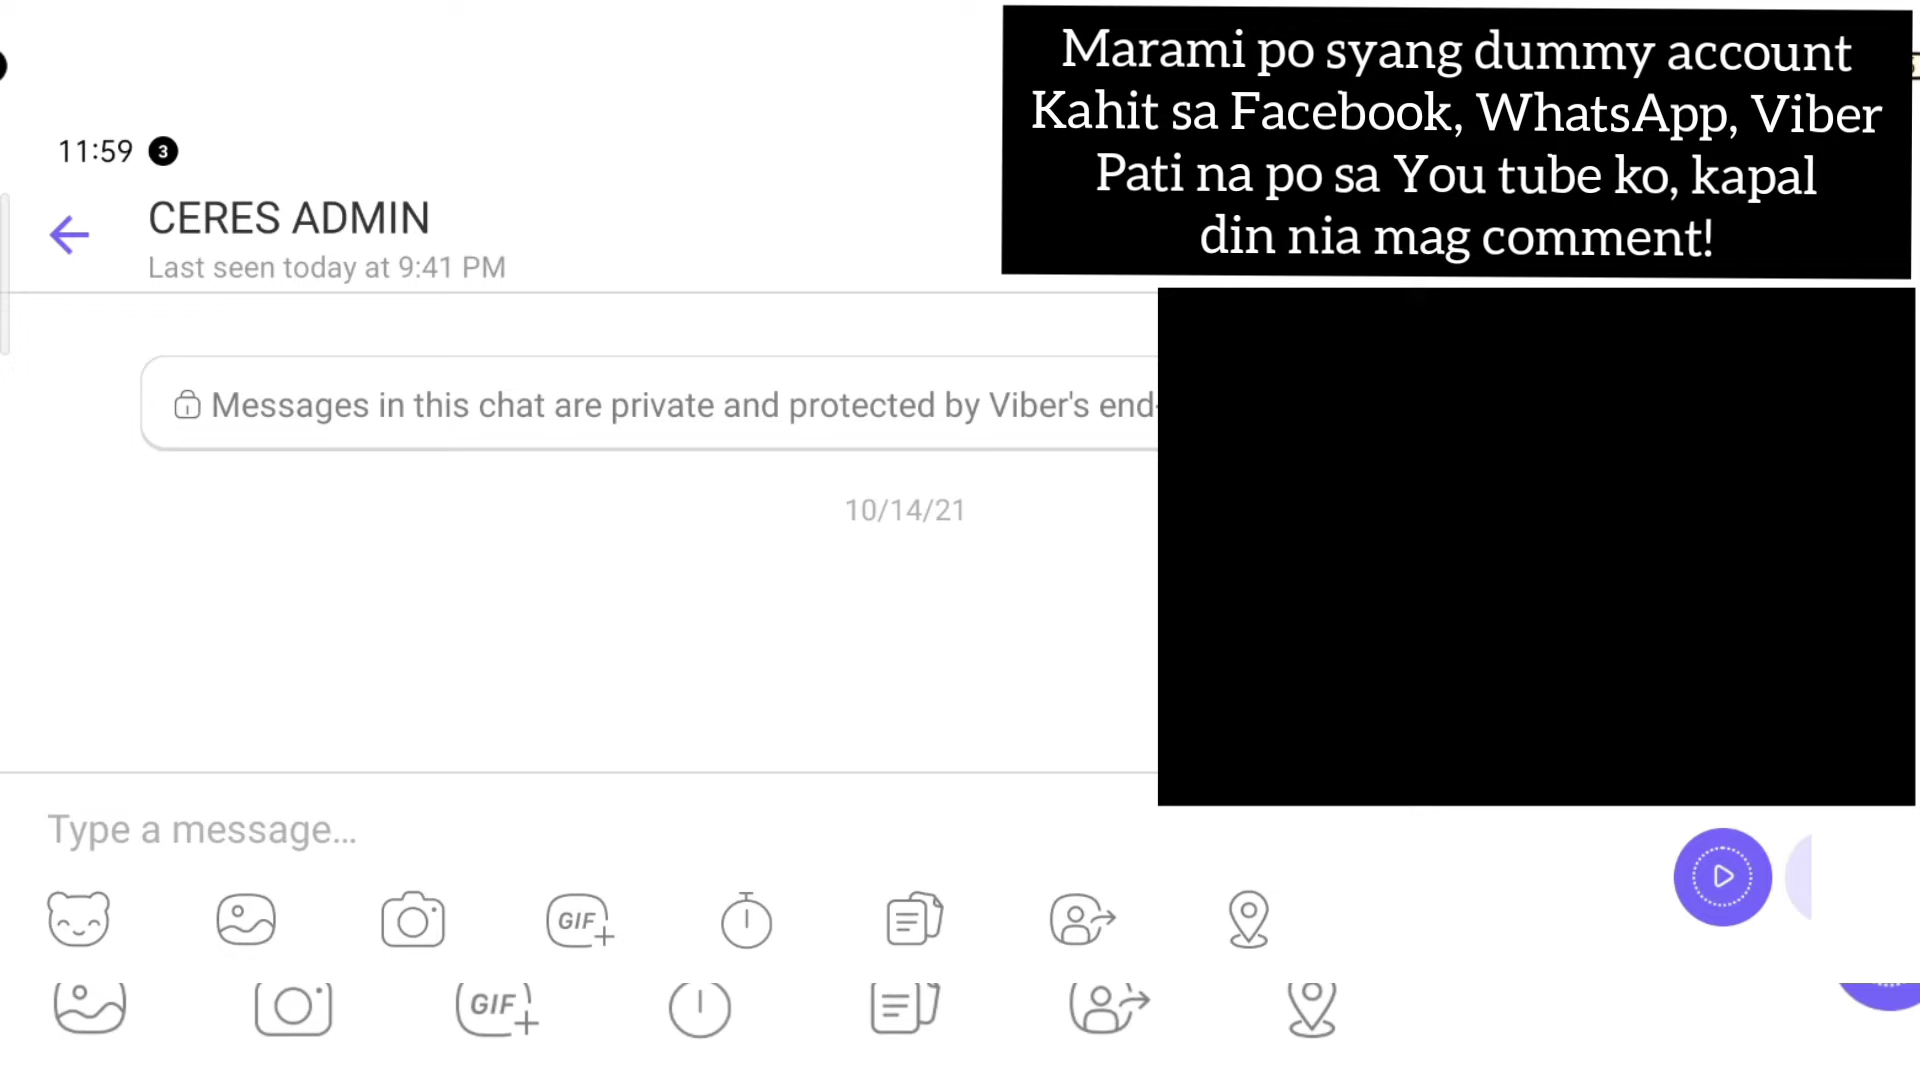 Marami po syang dummy account
Kahit sa Facebook, WhatsApp, Viber
Pati na po sa You tube ko, kapal
din nia mag comment!
11:59 3
CERES ADMIN
Last seen today at 9:41 PM
Messages in this chat are private and protected by Viber's end-
10/14/21
Type a message...
GIF
GIF